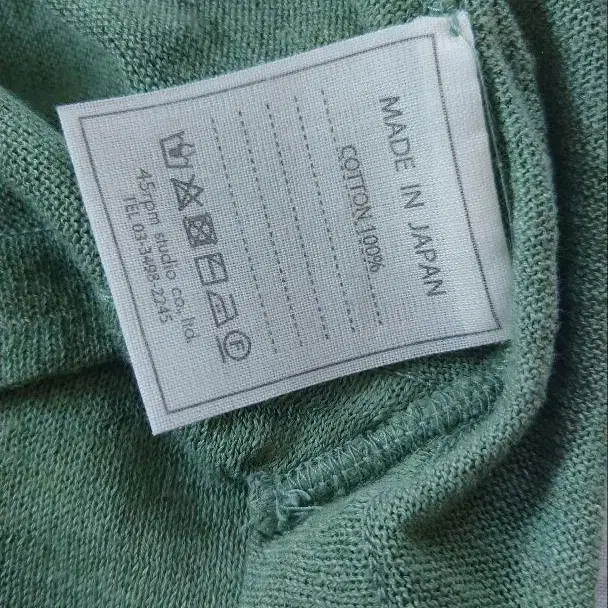 MADE IN JAPAN
COTTON 100%
45rpm studio co.,ltd.
TEL 03-3498-2245